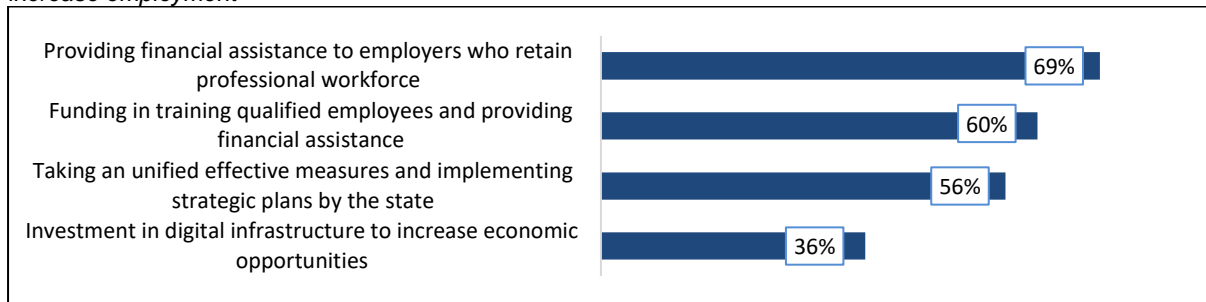 increase employment
Providing financial assistance to employers who retain
professional workforce
69%
Funding in training qualified employees and providing
financial assistance
60%
Taking an unified effective measures and implementing
strategic plans by the state
56%
Investment in digital infrastructure to increase economic
opportunities
36%